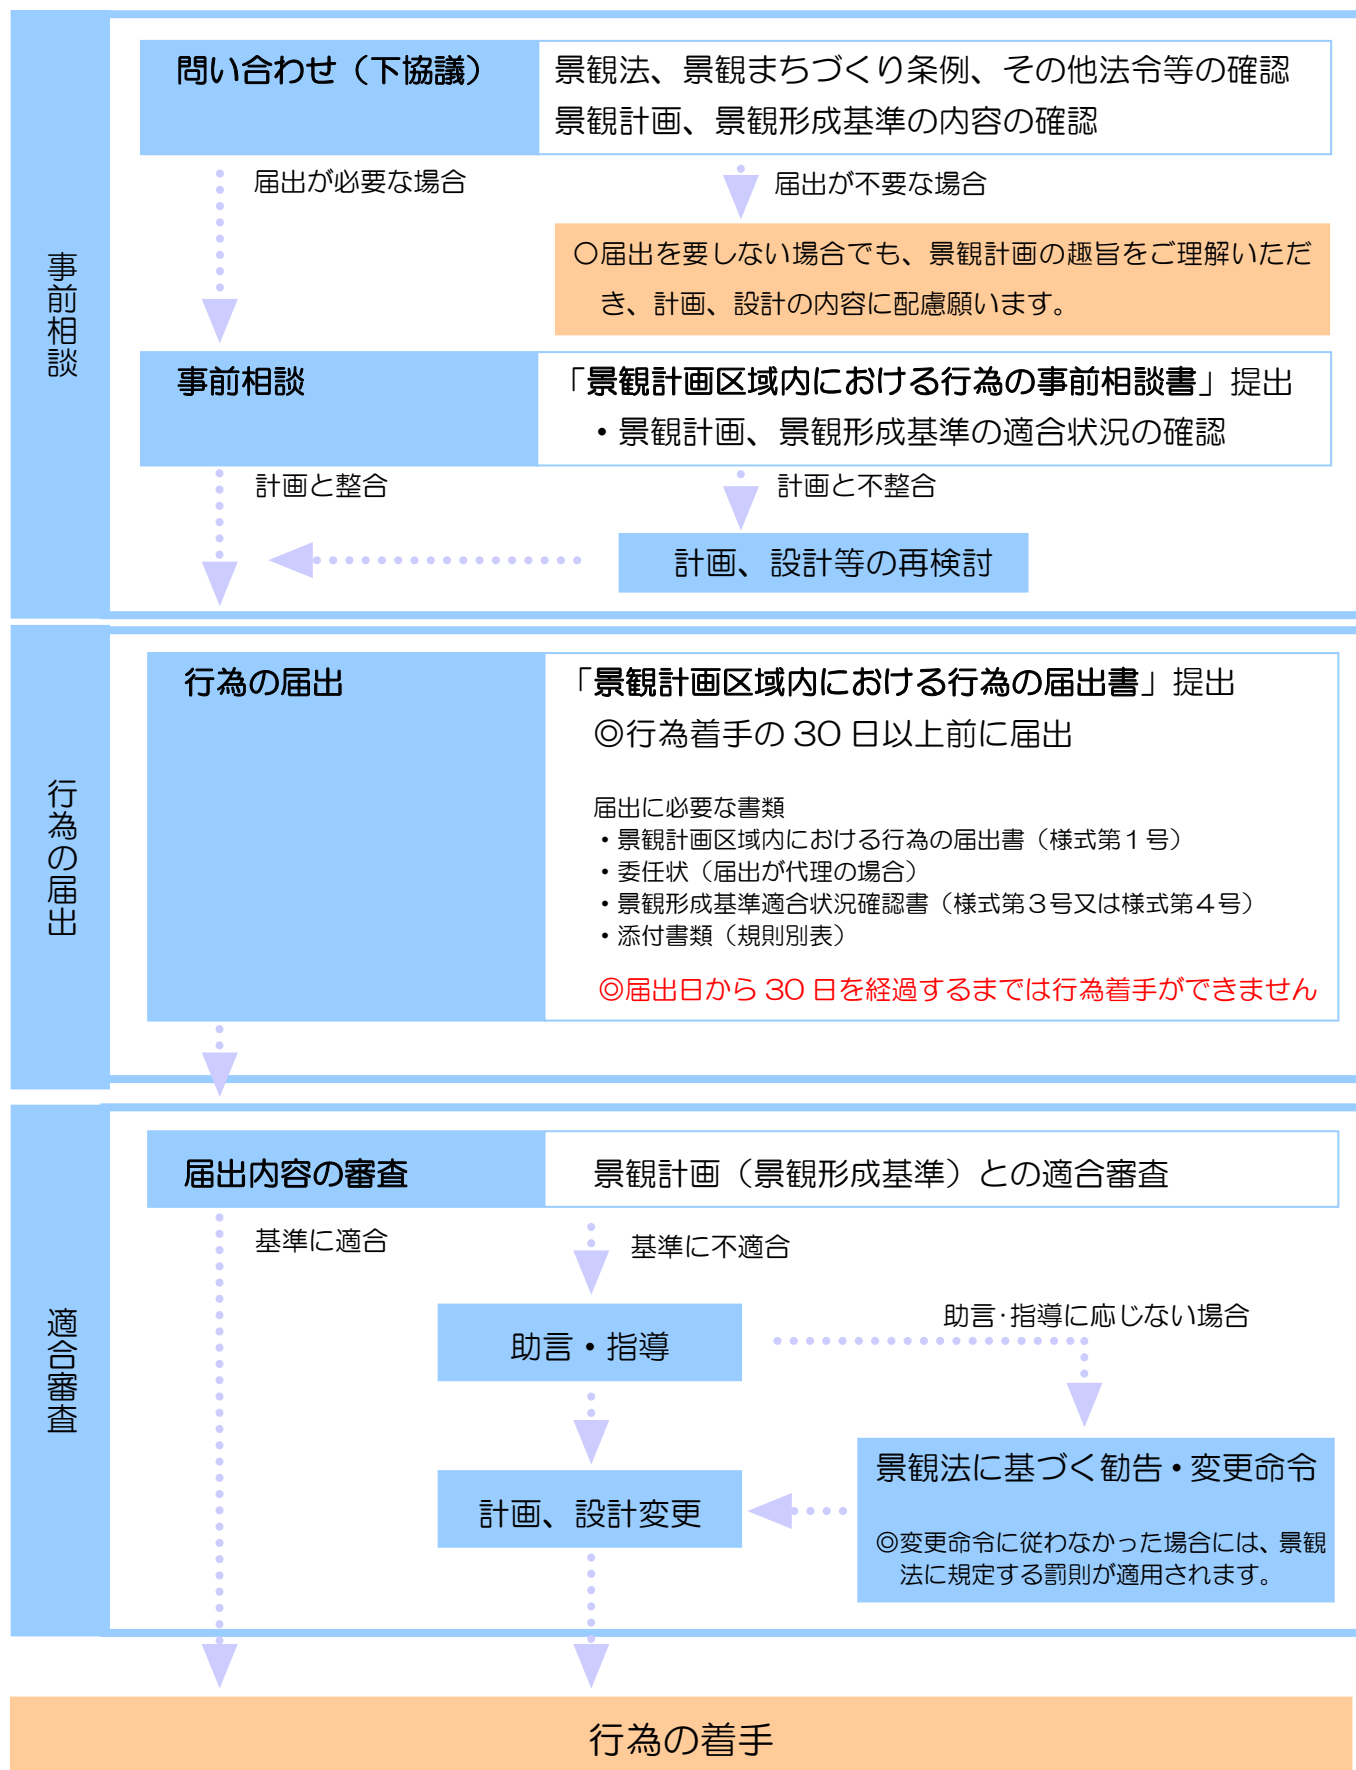 事前相談
問い合わせ（下協議）
景観法、景観まちづくり条例、その他法令等の確認
景観計画、景観形成基準の内容の確認
届出が必要な場合
届出が不要な場合
〇届出を要しない場合でも、景観計画の趣旨をご理解いただ
き、計画、設計の内容に配慮願います。
事前相談
「景観計画区域内における行為の事前相談書」提出
・景観計画、景観形成基準の適合状況の確認
計画と整合
計画と不整合
計画、設計等の再検討
行為の届出
行為の届出
「景観計画区域内における行為の届出書」提出
◎行為着手の 30 日以上前に届出
届出に必要な書類
・景観計画区域内における行為の届出書（様式第１号）
・委任状（届出が代理の場合）
・景観形成基準適合状況確認書（様式第３号又は様式第４号）
・添付書類（規則別表）
◎届出日から 30 日を経過するまでは行為着手ができません
適合審査
届出内容の審査
景観計画（景観形成基準）との適合審査
基準に適合
基準に不適合
助言・指導
助言・指導に応じない場合
計画、設計変更
景観法に基づく勧告・変更命令
◎変更命令に従わなかった場合には、景観
法に規定する罰則が適用されます。
行為の着手